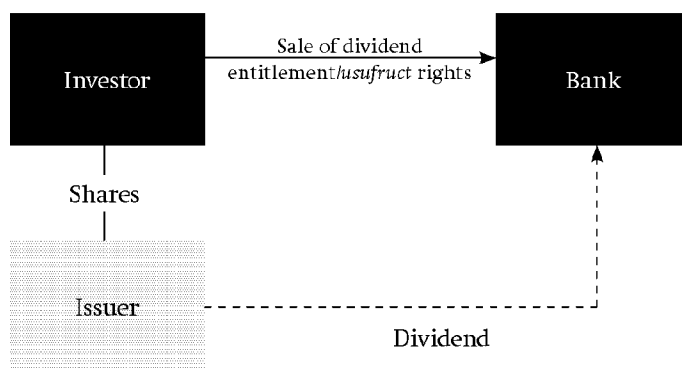 Sale of dividend
entitlement/usufruct rights
Investor
Bank
Shares
Issuer
Dividend